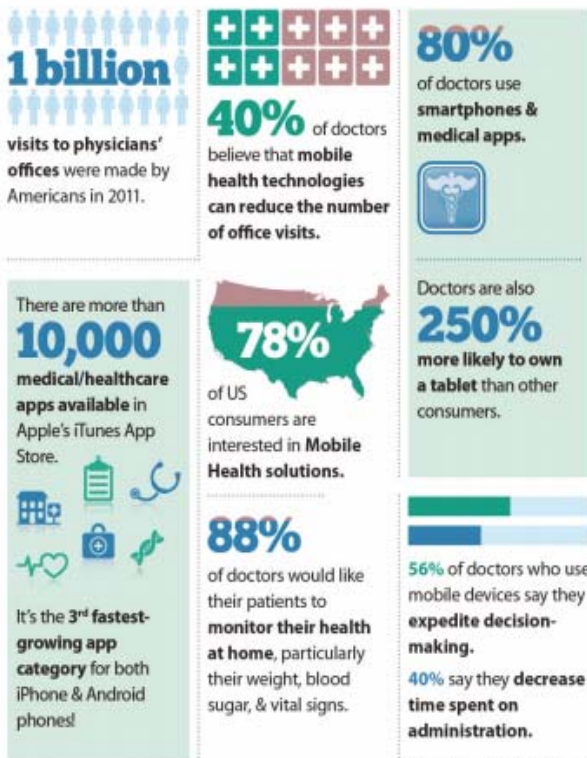 1 billion
visits to physicians'
offices were made by
Americans in 2011.
40% of doctors
believe that mobile
health technologies
can reduce the number
of office visits.
80%
of doctors use
smartphones &
medical apps.
There are more than
10,000
medical/healthcare
apps available in
Apple's iTunes App
Store.
It's the 3rd fastest-
growing app
category for both
iPhone & Android
phones!
78%
of US
consumers are
interested in Mobile
Health solutions.
88%
of doctors would like
their patients to
monitor their health
at home, particularly
their weight, blood
sugar, & vital signs.
Doctors are also
250%
more likely to own
a tablet than other
consumers.
56% of doctors who use
mobile devices say they
expedite decision-
making.
40% say they decrease
time spent on
administration.